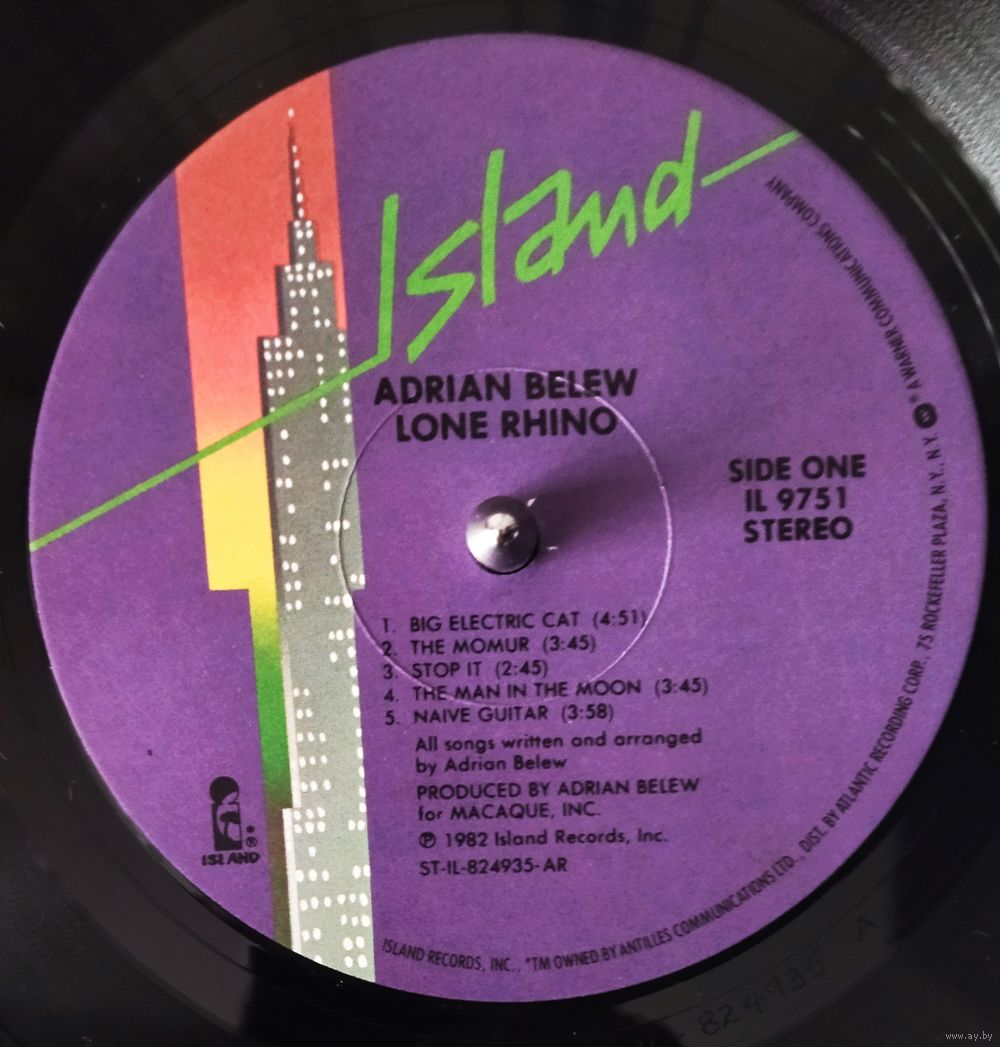 Island
ADRIAN BELEW
LONE RHINO
SIDE ONE
IL 9751
STEREO
1. BIG ELECTRIC CAT (4:51)
2. THE MOMUR (3:45)
3. STOP IT (2:45)
4. THE MAN IN THE MOON (3:45)
5. NAIVE GUITAR (3:58)
All songs written and arranged
by Adrian Belew
PRODUCED BY ADRIAN BELEW
for MACAQUE, INC.
℗ 1982 Island Records, Inc.
ST-IL-824935-AR
ISLAND
ISLAND RECORDS, INC., *TM OWNED BY ANTILLES COMMUNICATIONS LTD., DIST. BY ATLANTIC RECORDING CORP., 75 ROCKEFELLER PLAZA, N.Y., N.Y. = A WARNER COMMUNICATIONS COMPANY
824935 A
www.ay.by